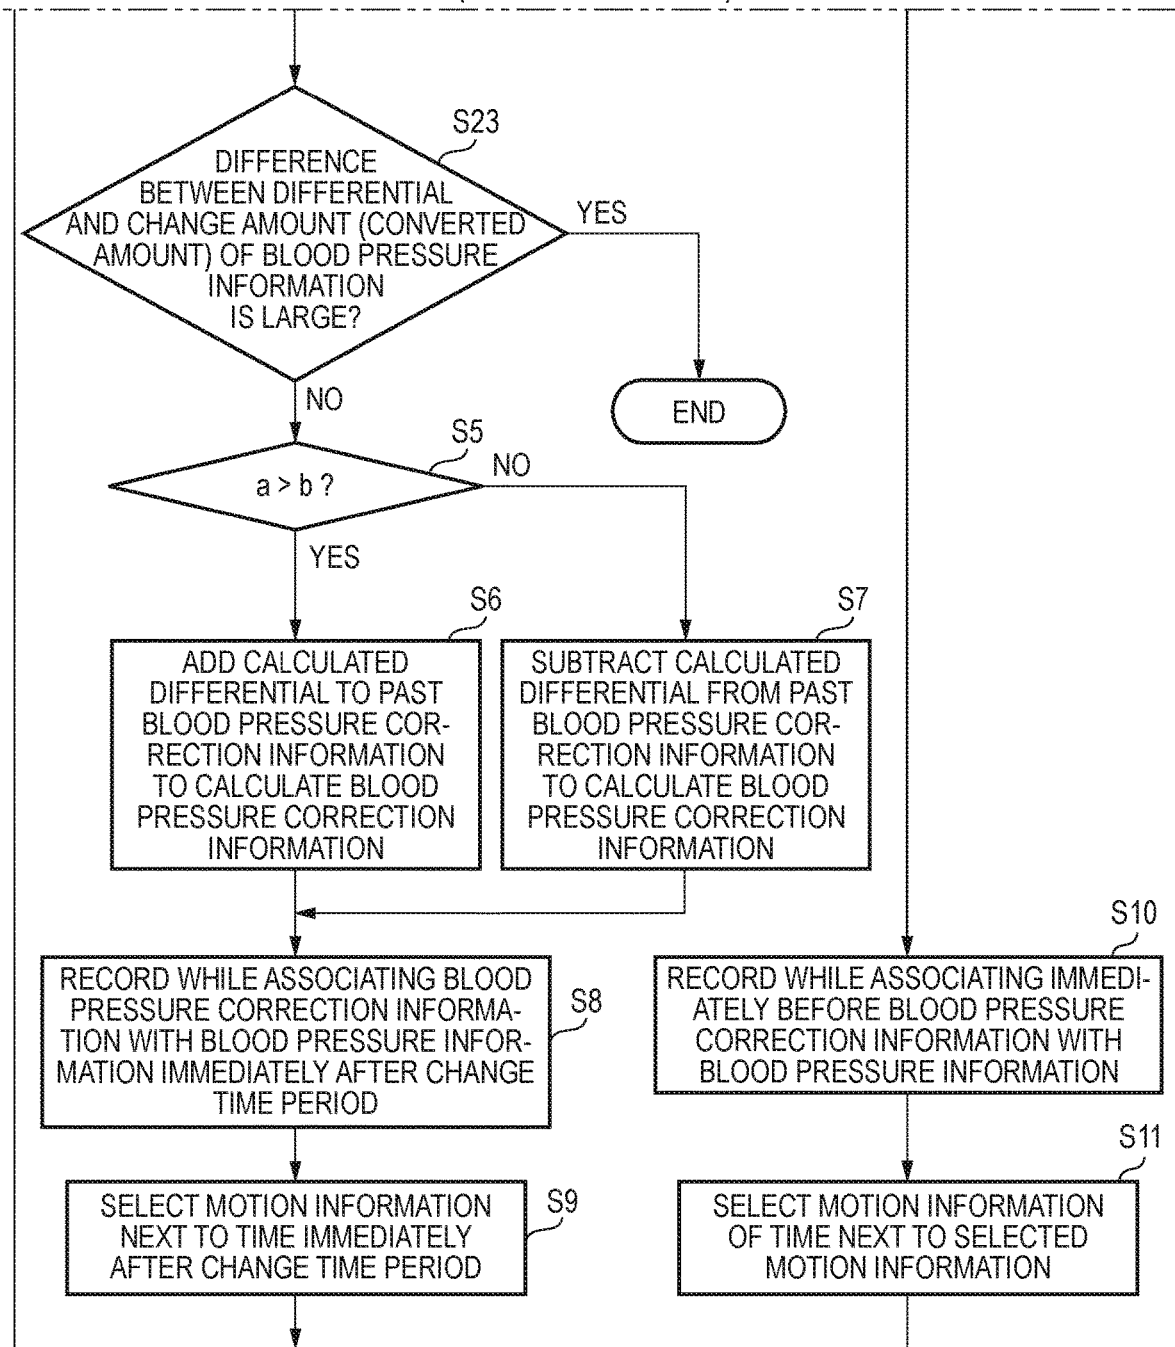 S23
DIFFERENCE
BETWEEN DIFFERENTIAL
AND CHANGE AMOUNT (CONVERTED
AMOUNT) OF BLOOD PRESSURE
INFORMATION
IS LARGE?
YES
END
NO
S5
a > b ?
NO
YES
S6
ADD CALCULATED
DIFFERENTIAL TO PAST
BLOOD PRESSURE COR-
RECTION INFORMATION
TO CALCULATE BLOOD
PRESSURE CORRECTION
INFORMATION
S7
SUBTRACT CALCULATED
DIFFERENTIAL FROM PAST
BLOOD PRESSURE COR-
RECTION INFORMATION
TO CALCULATE BLOOD
PRESSURE CORRECTION
INFORMATION
S8
RECORD WHILE ASSOCIATING BLOOD
PRESSURE CORRECTION INFORMA-
TION WITH BLOOD PRESSURE INFOR-
MATION IMMEDIATELY AFTER CHANGE
TIME PERIOD
S10
RECORD WHILE ASSOCIATING IMMEDI-
ATELY BEFORE BLOOD PRESSURE
CORRECTION INFORMATION WITH
BLOOD PRESSURE INFORMATION
S9
SELECT MOTION INFORMATION
NEXT TO TIME IMMEDIATELY
AFTER CHANGE TIME PERIOD
S11
SELECT MOTION INFORMATION
OF TIME NEXT TO SELECTED
MOTION INFORMATION